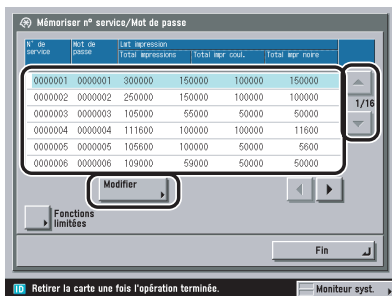 Mémoriser nº service/Mot de passe
N° de service Mot de passe Lmt impression
Total impressions Total impr coul. Total impr noire
0000001 0000001 300000 150000 100000 150000
0000002 0000002 250000 150000 100000 100000
0000003 0000003 105000 55000 50000 50000
0000004 0000004 111600 100000 100000 11600
0000005 0000005 105600 100000 50000 5600
0000006 0000006 109000 59000 50000 50000
1/16
Modifier
Fonctions
limitées
Fin
ID Retirer la carte une fois l'opération terminée.
Moniteur syst.